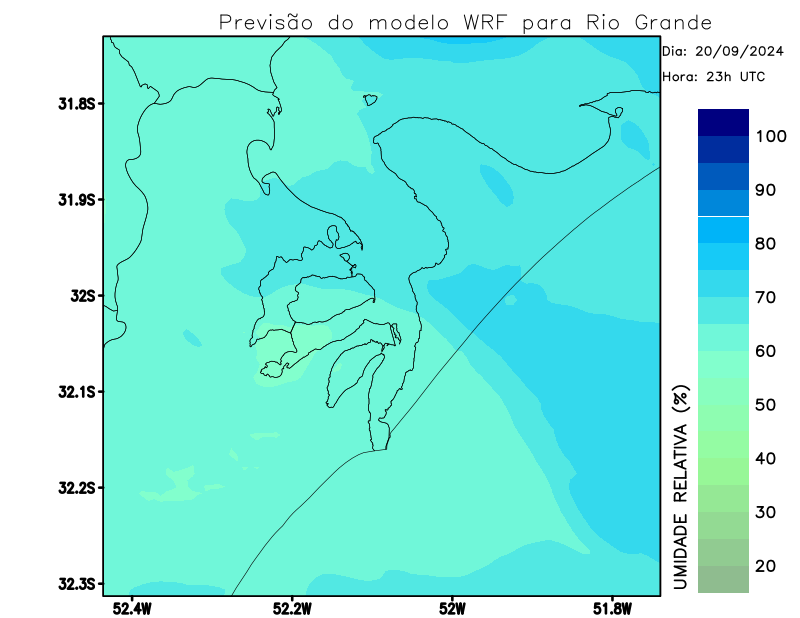 Previsão do modelo WRF para Rio Grande
Dia: 20/09/2024
Hora: 23h UTC
31.8S
31.9S
32S
32.1S
32.2S
32.3S
52.4W
52.2W
52W
51.8W
100
90
80
70
60
50
40
30
20
UMIDADE RELATIVA (%)